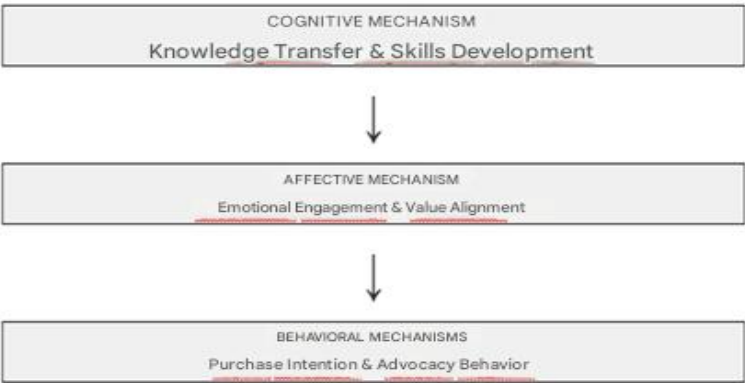 COGNITIVE MECHANISM
Knowledge Transfer & Skills Development
AFFECTIVE MECHANISM
Emotional Engagement & Value Alignment
BEHAVIORAL MECHANISMS
Purchase Intention & Advocacy Behavior